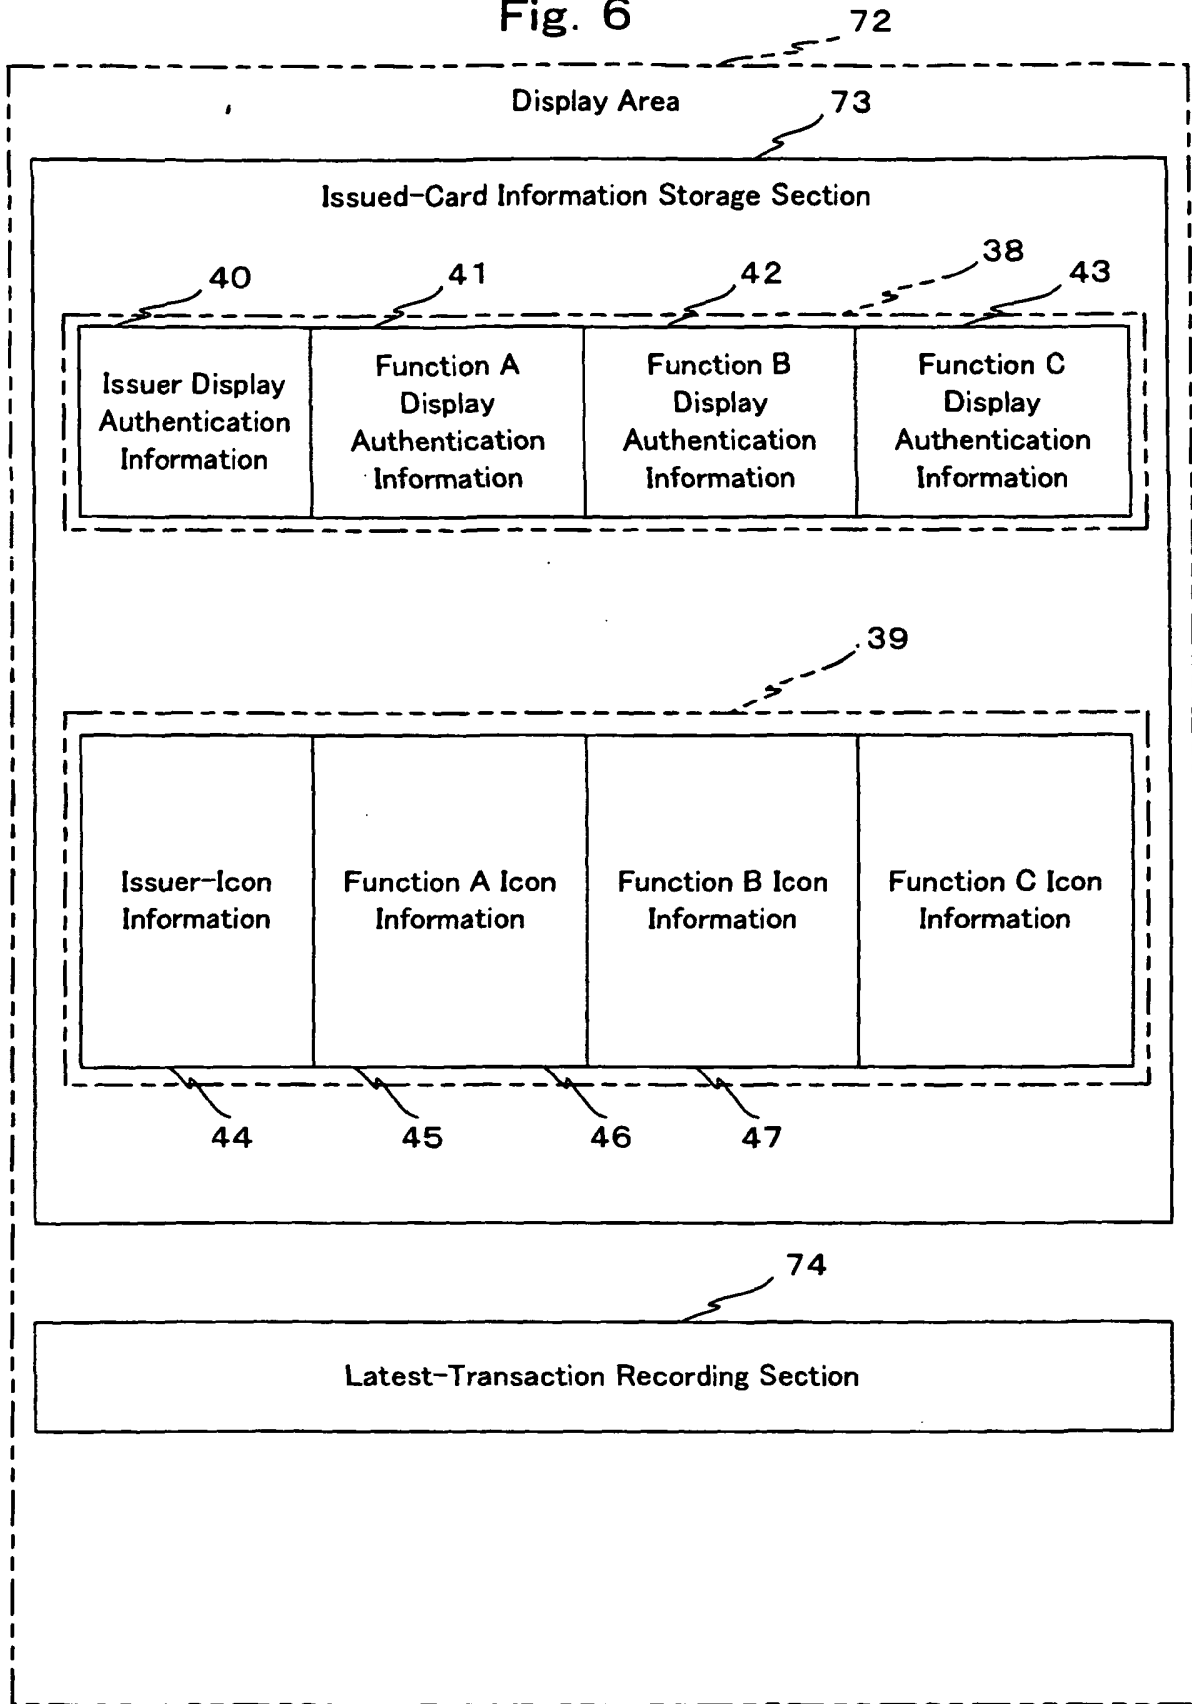 Fig. 6
72
Display Area
73
Issued-Card Information Storage Section
38
40
41
42
43
Issuer Display
Authentication
Information
Function A
Display
Authentication
Information
Function B
Display
Authentication
Information
Function C
Display
Authentication
Information
39
Issuer-Icon
Information
Function A Icon
Information
Function B Icon
Information
Function C Icon
Information
44
45
46
47
74
Latest-Transaction Recording Section